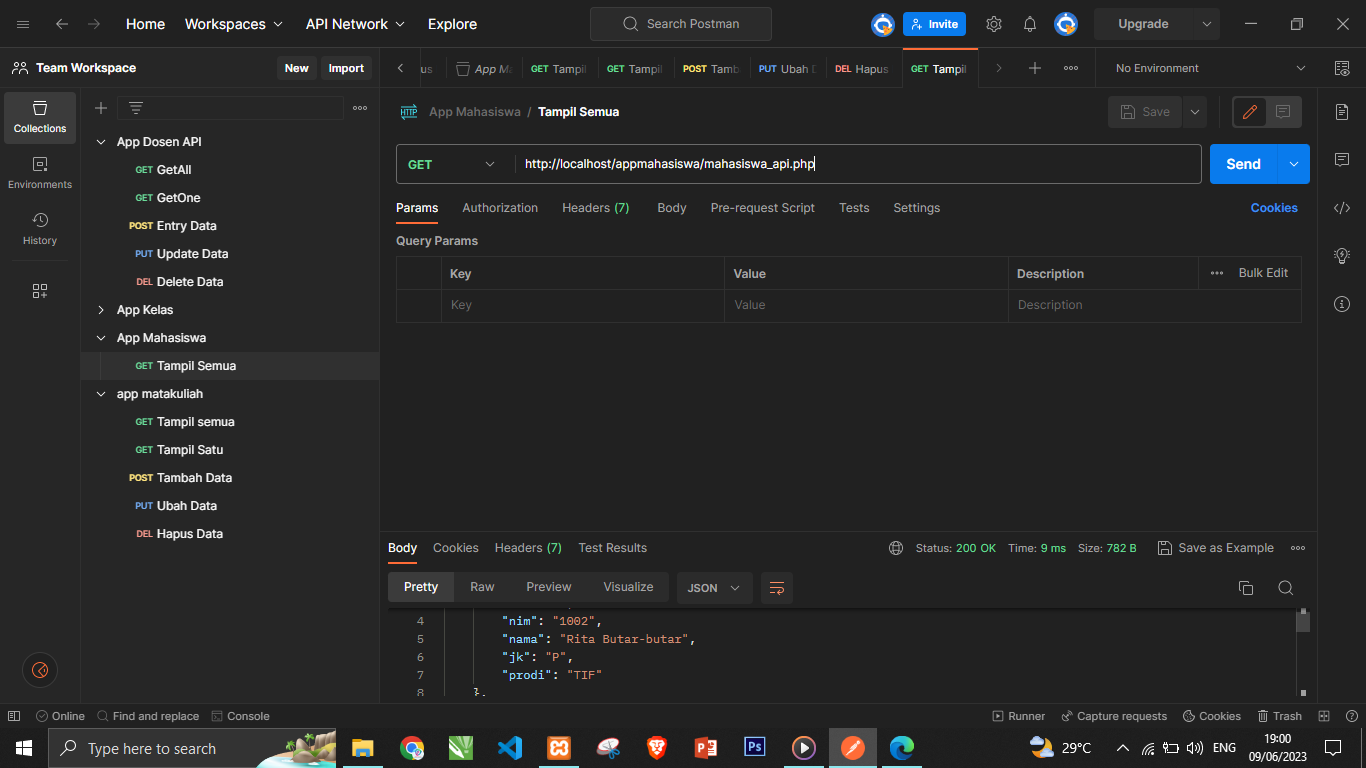 Home Workspaces API Network Explore Search Postman Invite Upgrade
Team Workspace New Import
us App Ma GET Tampil GET Tampil POST Tamb PUT Ubah D DEL Hapus GET Tampil No Environment
Collections
Environments
History
App Dosen API
GET GetAll
GET GetOne
POST Entry Data
PUT Update Data
DEL Delete Data
App Kelas
App Mahasiswa
GET Tampil Semua
app matakuliah
GET Tampil semua
GET Tampil Satu
POST Tambah Data
PUT Ubah Data
DEL Hapus Data
HTTP App Mahasiswa / Tampil Semua Save
GET http://localhost/appmahasiswa/mahasiswa_api.php Send
Params Authorization Headers (7) Body Pre-request Script Tests Settings Cookies
Query Params
Key Value Description Bulk Edit
Key Value Description
Body Cookies Headers (7) Test Results Status: 200 OK Time: 9 ms Size: 782 B Save as Example
Pretty Raw Preview Visualize JSON
4 "nim": "1002",
5 "nama": "Rita Butar-butar",
6 "jk": "P",
7 "prodi": "TIF"
8 },
Online Find and replace Console Runner Capture requests Cookies Trash
Type here to search Ps 29°C ENG 19:00
09/06/2023